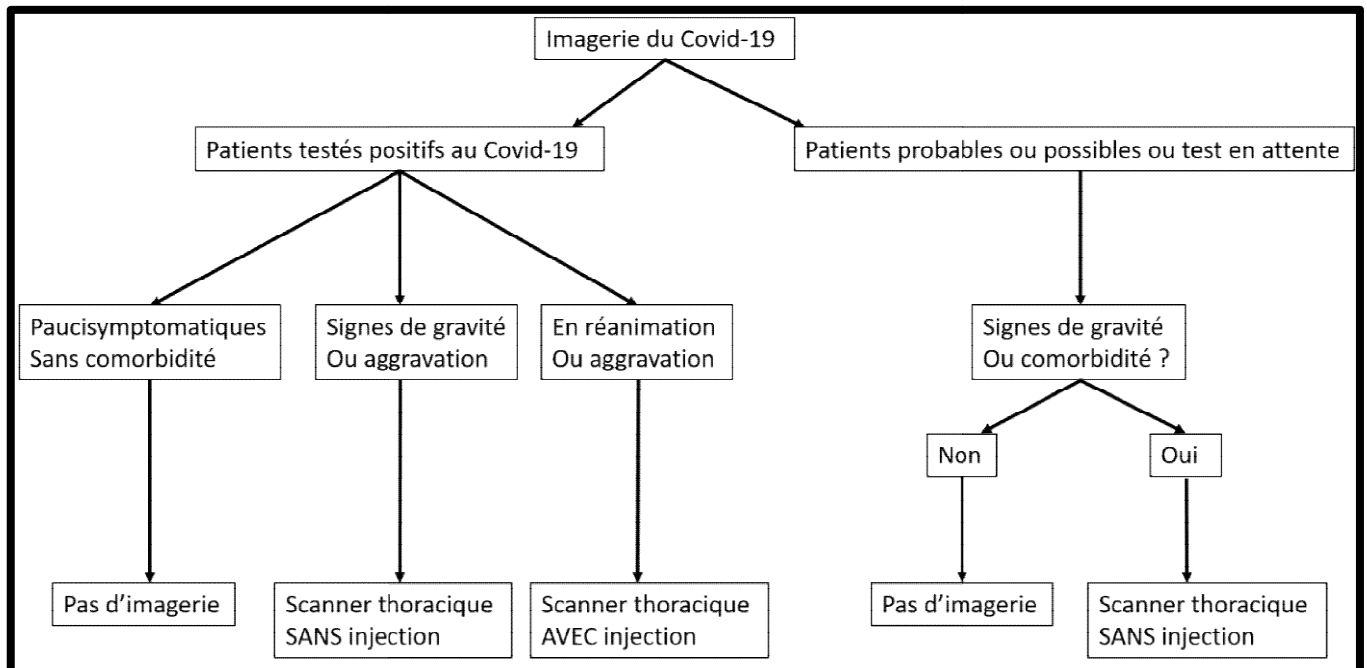 Imagerie du Covid-19
Patients testés positifs au Covid-19
Patients probables ou possibles ou test en attente
Paucisymptomatiques
Sans comorbidité
Signes de gravité
Ou aggravation
En réanimation
Ou aggravation
Signes de gravité
Ou comorbidité ?
Non
Oui
Pas d’imagerie
Scanner thoracique
SANS injection
Scanner thoracique
AVEC injection
Pas d’imagerie
Scanner thoracique
SANS injection